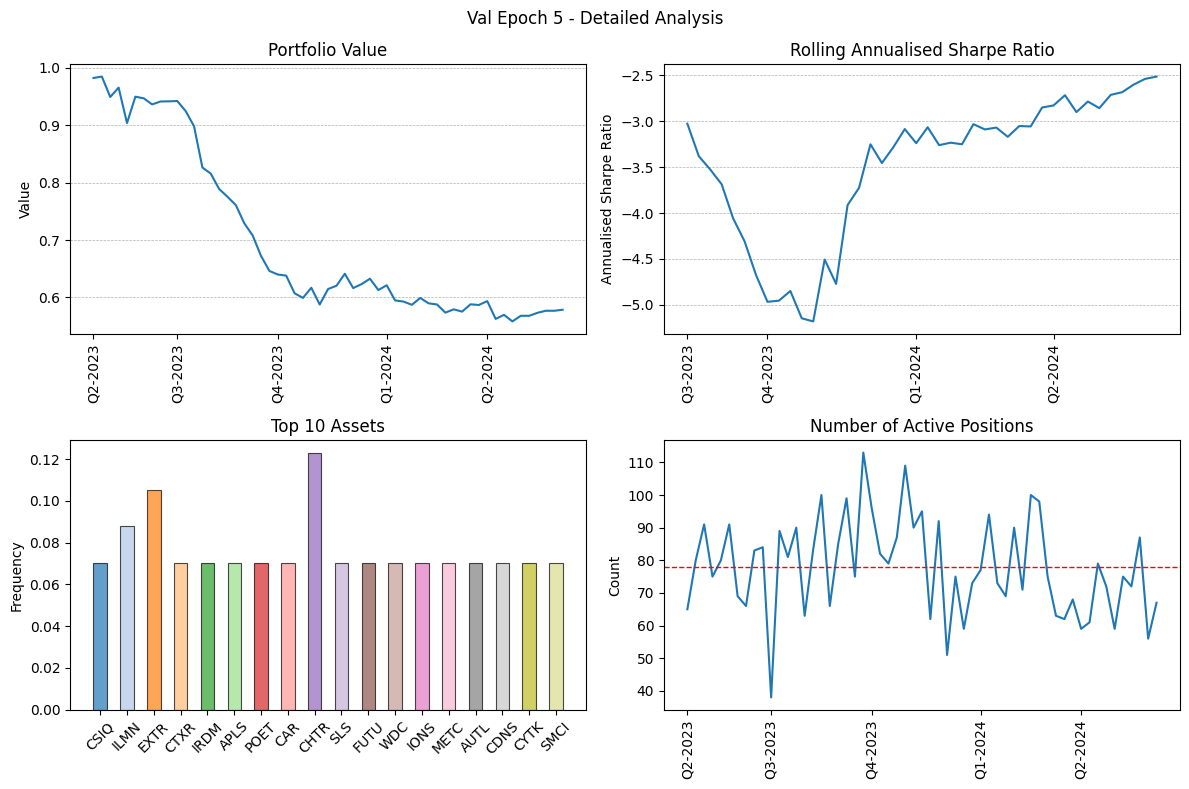 Val Epoch 5 - Detailed Analysis
Portfolio Value
Value
1.0
0.9
0.8
0.7
0.6
Q2-2023
Q3-2023
Q4-2023
Q1-2024
Q2-2024
Rolling Annualised Sharpe Ratio
Annualised Sharpe Ratio
−2.5
−3.0
−3.5
−4.0
−4.5
−5.0
Q3-2023
Q4-2023
Q1-2024
Q2-2024
Top 10 Assets
Frequency
0.12
0.10
0.08
0.06
0.04
0.02
0.00
CSIQ
ILMN
EXTR
CTXR
IRDM
APLS
POET
CAR
CHTR
SLS
FUTU
WDC
IONS
METC
AUTL
CDNS
CYTK
SMCI
Number of Active Positions
Count
110
100
90
80
70
60
50
40
Q2-2023
Q3-2023
Q4-2023
Q1-2024
Q2-2024